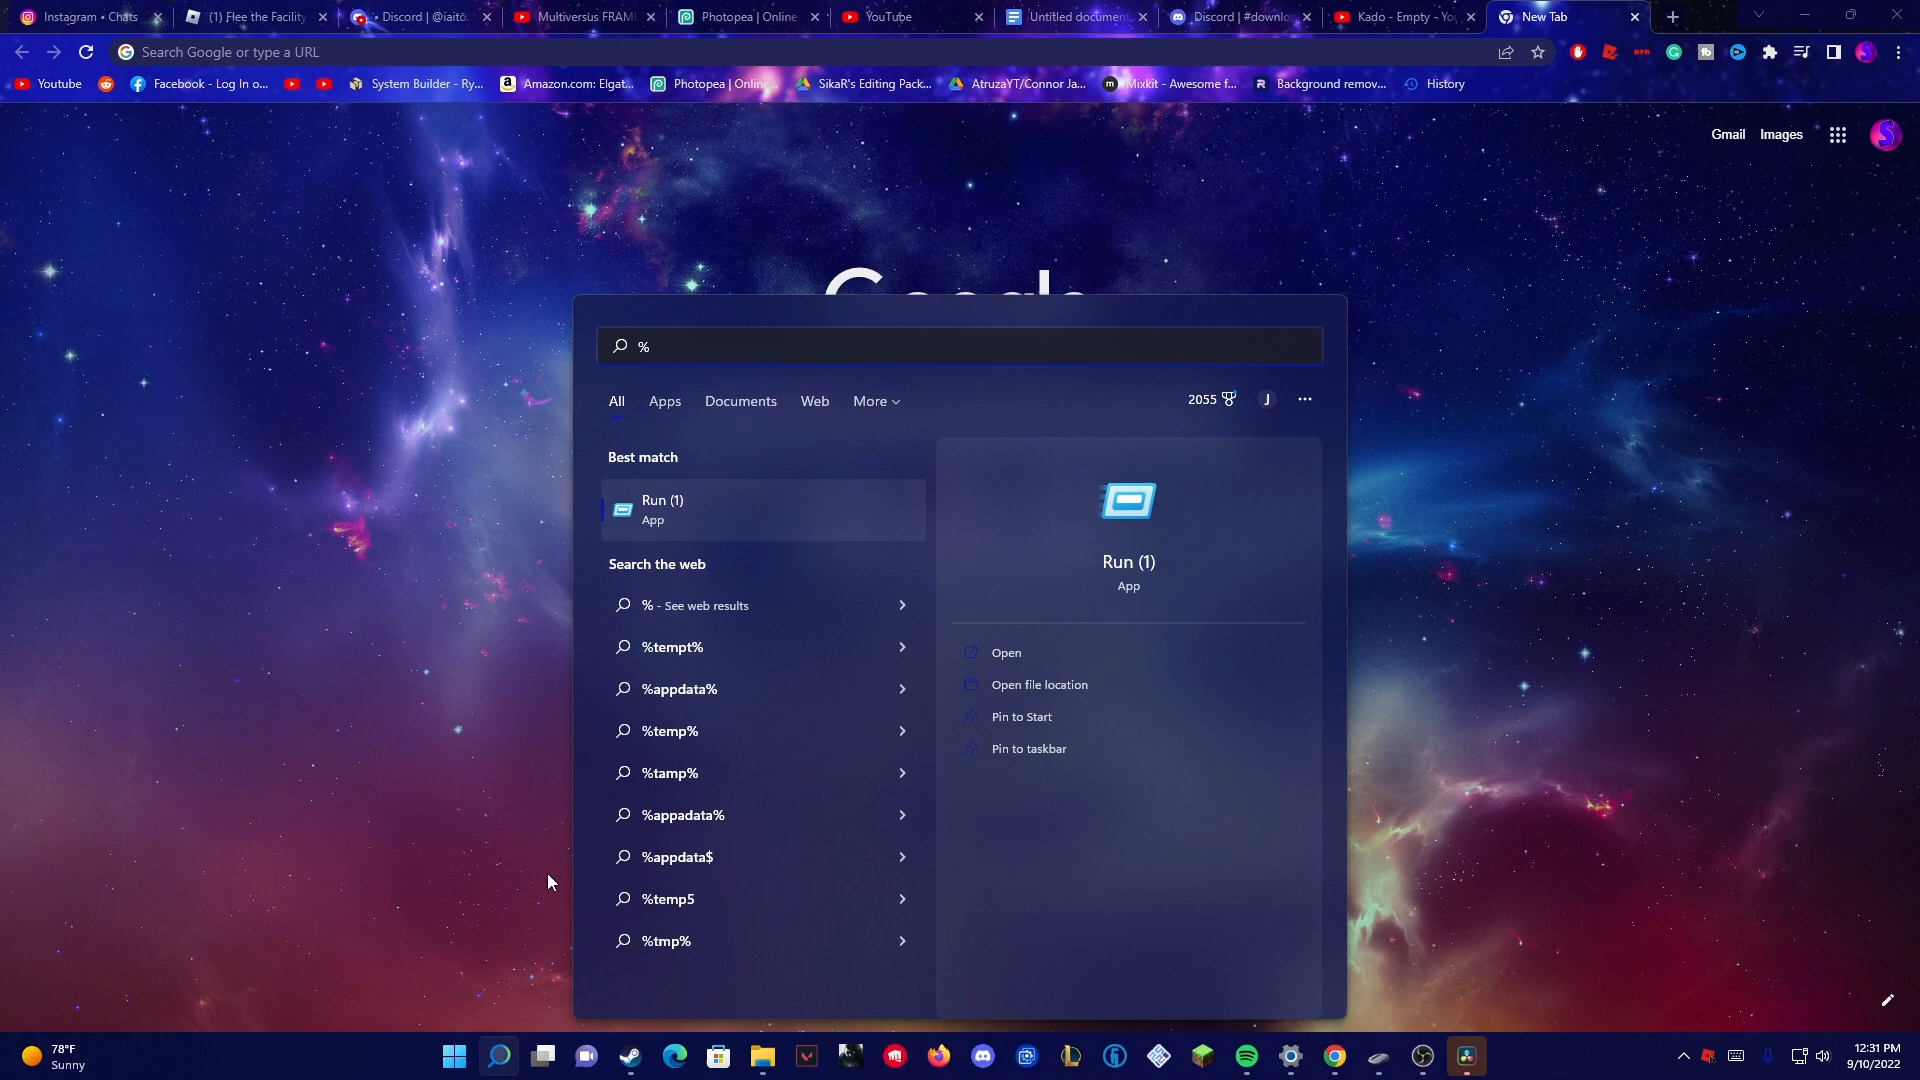 Instagram • Chats
(1) Flee the Facility
• Discord | @iaito.
Multiversus FRAM
Photopea | Online
YouTube
Untitled document
Discord | #downlo
Kado - Empty - Yo
New Tab
Search Google or type a URL
Youtube
Facebook - Log In o...
System Builder - Ry...
Amazon.com: Elgat...
Photopea | Online...
SikaR's Editing Pack...
AtruzaYT/Connor Ja...
Mixkit - Awesome f...
Background remov...
History
Gmail
Images
%
All
Apps
Documents
Web
More
2055
J
Best match
Run (1)
App
Search the web
% - See web results
%tempt%
%appdata%
%temp%
%tamp%
%appadata%
%appdata$
%temp5
%tmp%
Run (1)
App
Open
Open file location
Pin to Start
Pin to taskbar
78°F
Sunny
12:31 PM
9/10/2022